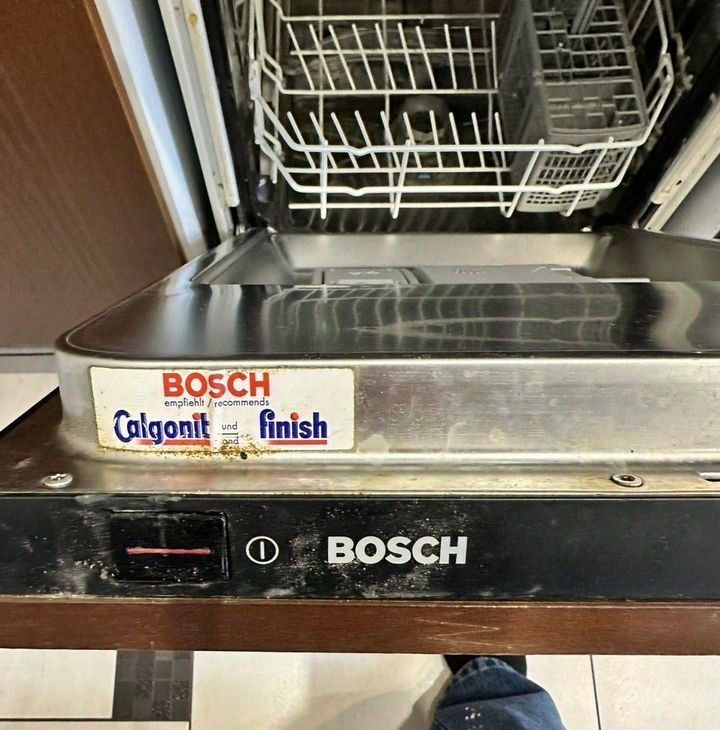 BOSCH
empfiehlt / recommends
Calgonit und finish
and
BOSCH